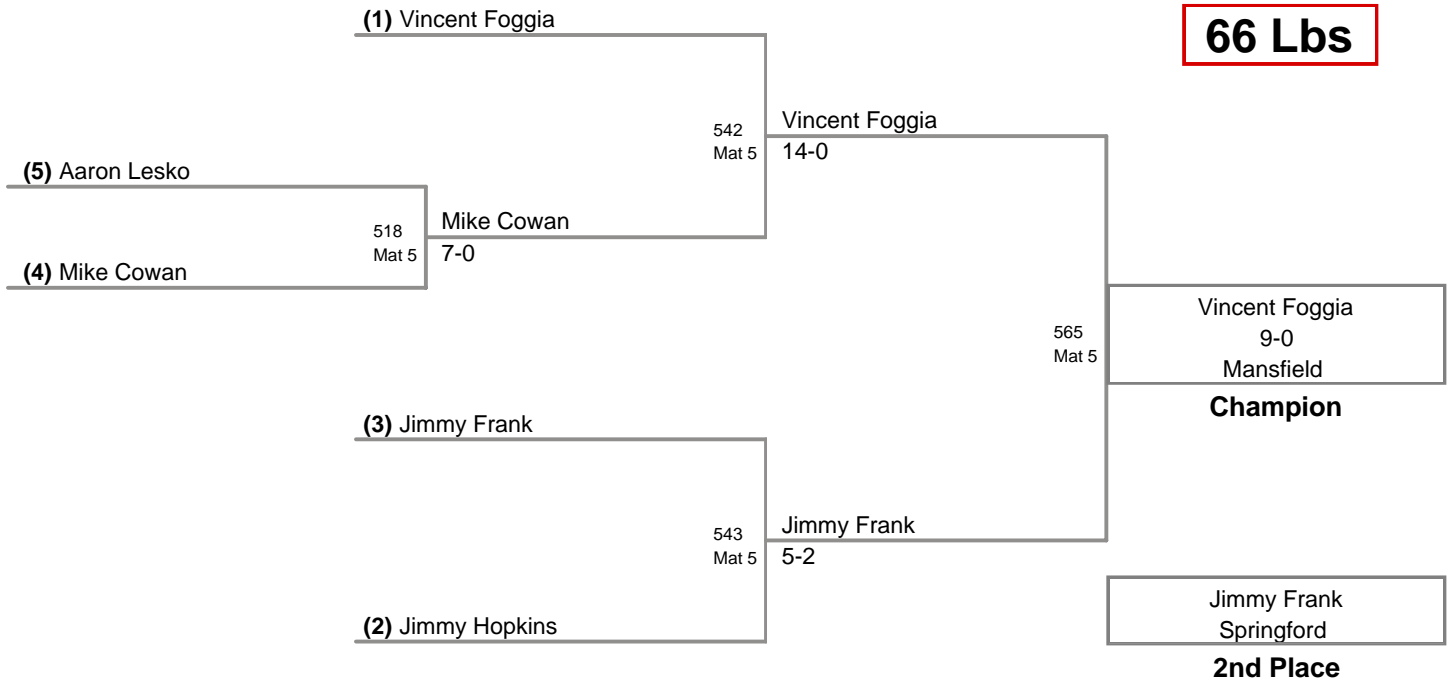 (1) Vincent Foggia
66 Lbs
542
Mat 5
Vincent Foggia
14-0
(5) Aaron Lesko
518
Mat 5
Mike Cowan
7-0
(4) Mike Cowan
565
Mat 5
Vincent Foggia
9-0
Mansfield
Champion
(3) Jimmy Frank
543
Mat 5
Jimmy Frank
5-2
(2) Jimmy Hopkins
Jimmy Frank
Springford
2nd Place